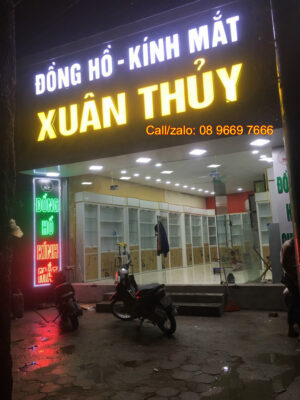 ĐỒNG HỒ - KÍNH MẮT
XUÂN THỦY
Call/zalo: 08 9669 7666
ĐỒNG
HỒ
KÍNH
MẮT